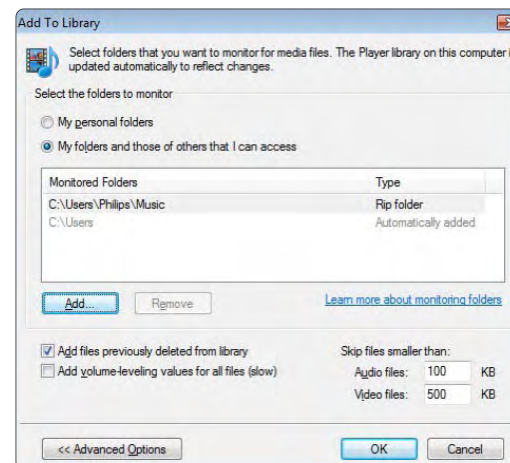 Add To Library
Select folders that you want to monitor for media files. The Player library on this computer
updated automatically to reflect changes.
Select the folders to monitor
My personal folders
My folders and those of others that I can access
Monitored Folders Type
C:\Users\Philips\Music Rip folder
C:\Users Automatically added
Add... Remove Learn more about monitoring folders
Add files previously deleted from library Skip files smaller than:
Add volume-leveling values for all files (slow) Audio files: 100 KB
Video files: 500 KB
<< Advanced Options OK Cancel